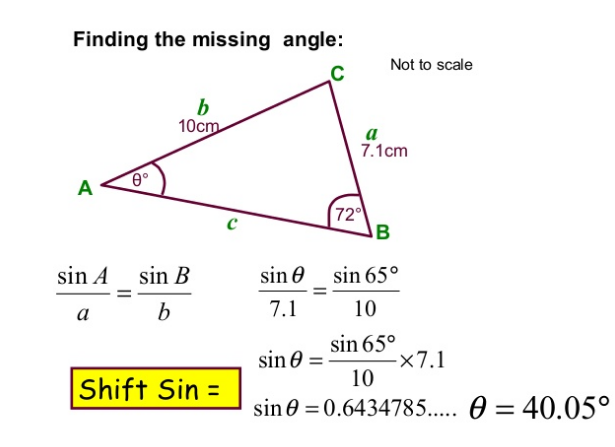 Finding the missing angle:
Not to scale
C
b
10cm
a
7.1cm
A
θ°
72°
B
c
sin A / a = sin B / b
sin θ / 7.1 = sin 65° / 10
sin θ = sin 65° / 10 × 7.1
Shift Sin =
sin θ = 0.6434785..... θ = 40.05°